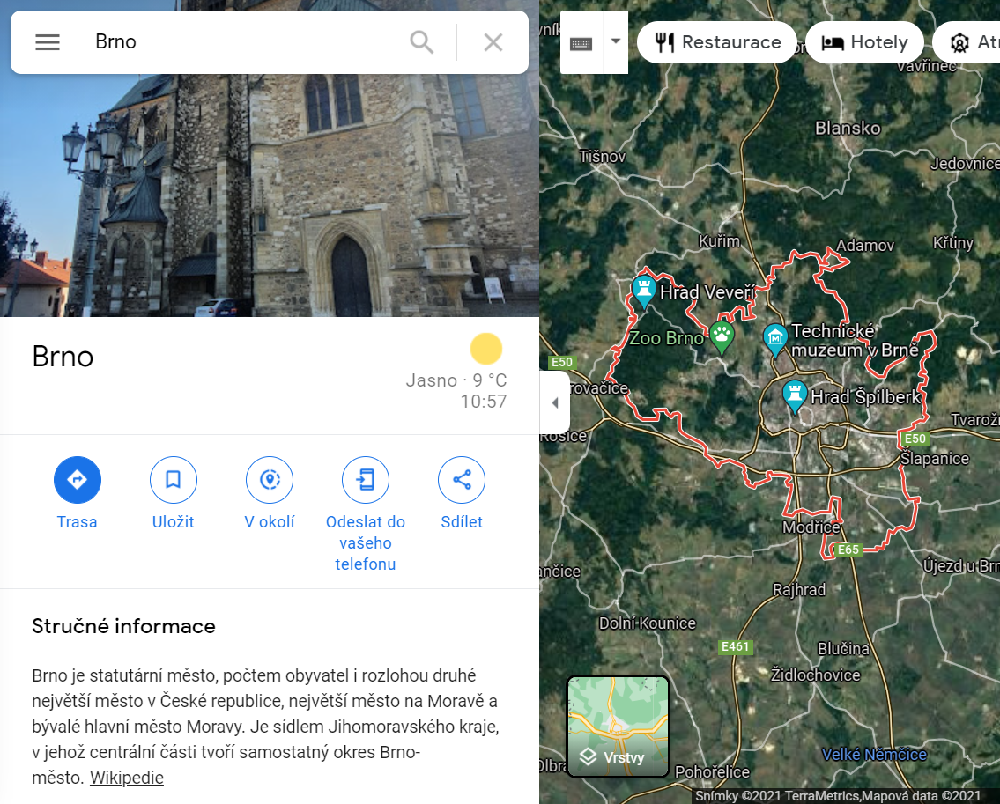 Brno
Brno
Jasno · 9 °C
10:57
Trasa
Uložit
V okolí
Odeslat do
vašeho
telefonu
Sdílet
Stručné informace
Brno je statutární město, počtem obyvatel i rozlohou druhé
největší město v České republice, největší město na Moravě a
bývalé hlavní město Moravy. Je sídlem Jihomoravského kraje,
v jehož centrální části tvoří samostatný okres Brno-
město. Wikipedie
Restaurace
Hotely
Vavřinec
Blansko
Tišnov
Jedovnice
Kuřim
Adamov
Křtiny
Hrad Veveří
Zoo Brno
Technické
muzeum v Brně
E50
rovačice
Hrad Špilberk
Rosice
E50
Tvarož
Šlapanice
Modřice
E65
ančice
Újezd u Brn
Rajhrad
Dolní Kounice
E461
Blučina
Židlochovice
Vrstvy
Velké Němčice
Olbra
Pohořelice
Snímky ©2021 TerraMetrics,Mapová data ©2021